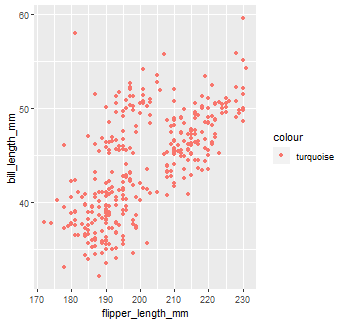 60
50
40
bill_length_mm
170 180 190 200 210 220 230
flipper_length_mm
colour
turquoise